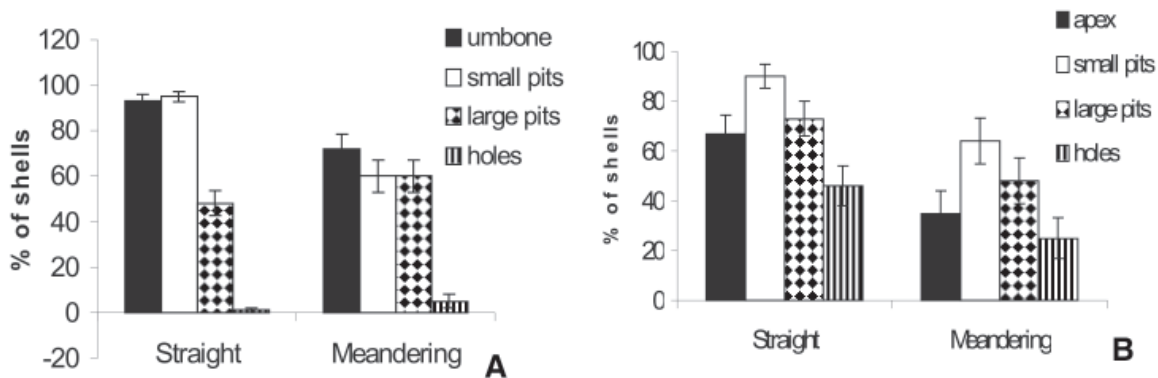 120
100
80
60
40
20
0
-20
% of shells
umbone
small pits
large pits
holes
Straight Meandering
A
100
80
60
40
20
0
% of shells
apex
small pits
large pits
holes
Straight Meandering
B